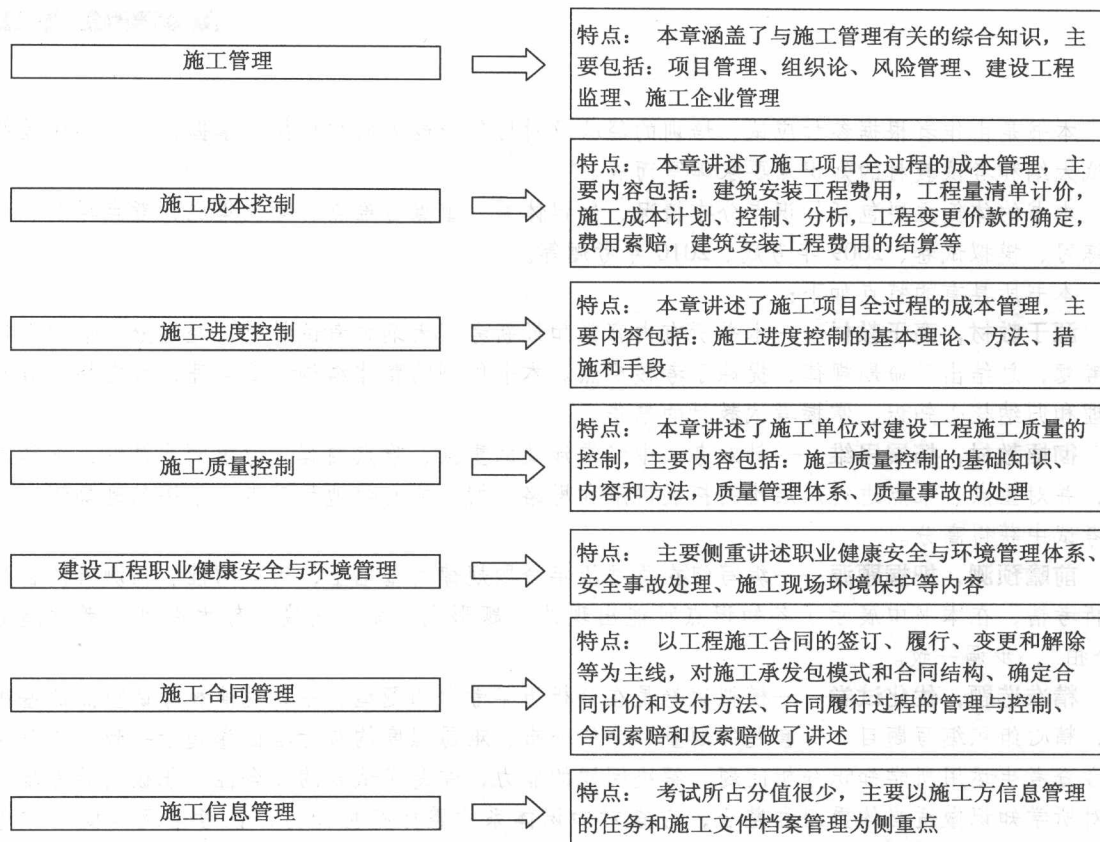 施工管理
特点： 本章涵盖了与施工管理有关的综合知识，主
要包括：项目管理、组织论、风险管理、建设工程
监理、施工企业管理
施工成本控制
特点： 本章讲述了施工项目全过程的成本管理，主
要内容包括：建筑安装工程费用，工程量清单计价，
施工成本计划、控制、分析，工程变更价款的确定，
费用索赔，建筑安装工程费用的结算等
施工进度控制
特点： 本章讲述了施工项目全过程的成本管理，主
要内容包括：施工进度控制的基本理论、方法、措
施和手段
施工质量控制
特点： 本章讲述了施工单位对建设工程施工质量的
控制，主要内容包括：施工质量控制的基础知识、
内容和方法，质量管理体系、质量事故的处理
建设工程职业健康安全与环境管理
特点： 主要侧重讲述职业健康安全与环境管理体系、
安全事故处理、施工现场环境保护等内容
施工合同管理
特点： 以工程施工合同的签订、履行、变更和解除
等为主线，对施工承发包模式和合同结构、确定合
同计价和支付方法、合同履行过程的管理与控制、
合同索赔和反索赔做了讲述
施工信息管理
特点： 考试所占分值很少，主要以施工方信息管理
的任务和施工文件档案管理为侧重点